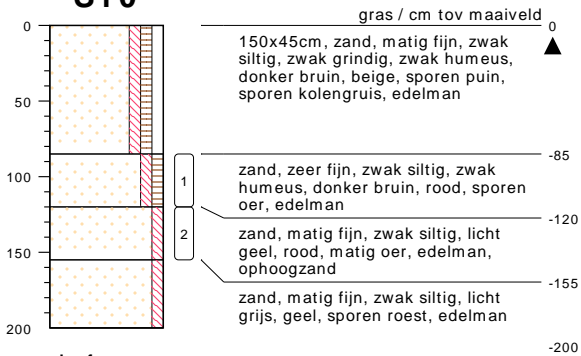 gras / cm tov maaiveld
0
0
150x45cm, zand, matig fijn, zwak
siltig, zwak grindig, zwak humeus,
donker bruin, beige, sporen puin,
sporen kolengruis, edelman
50
-85
100
1
zand, zeer fijn, zwak siltig, zwak
humeus, donker bruin, rood, sporen
oer, edelman
-120
2
zand, matig fijn, zwak siltig, licht
geel, rood, matig oer, edelman,
ophoogzand
150
-155
zand, matig fijn, zwak siltig, licht
grijs, geel, sporen roest, edelman
200
-200